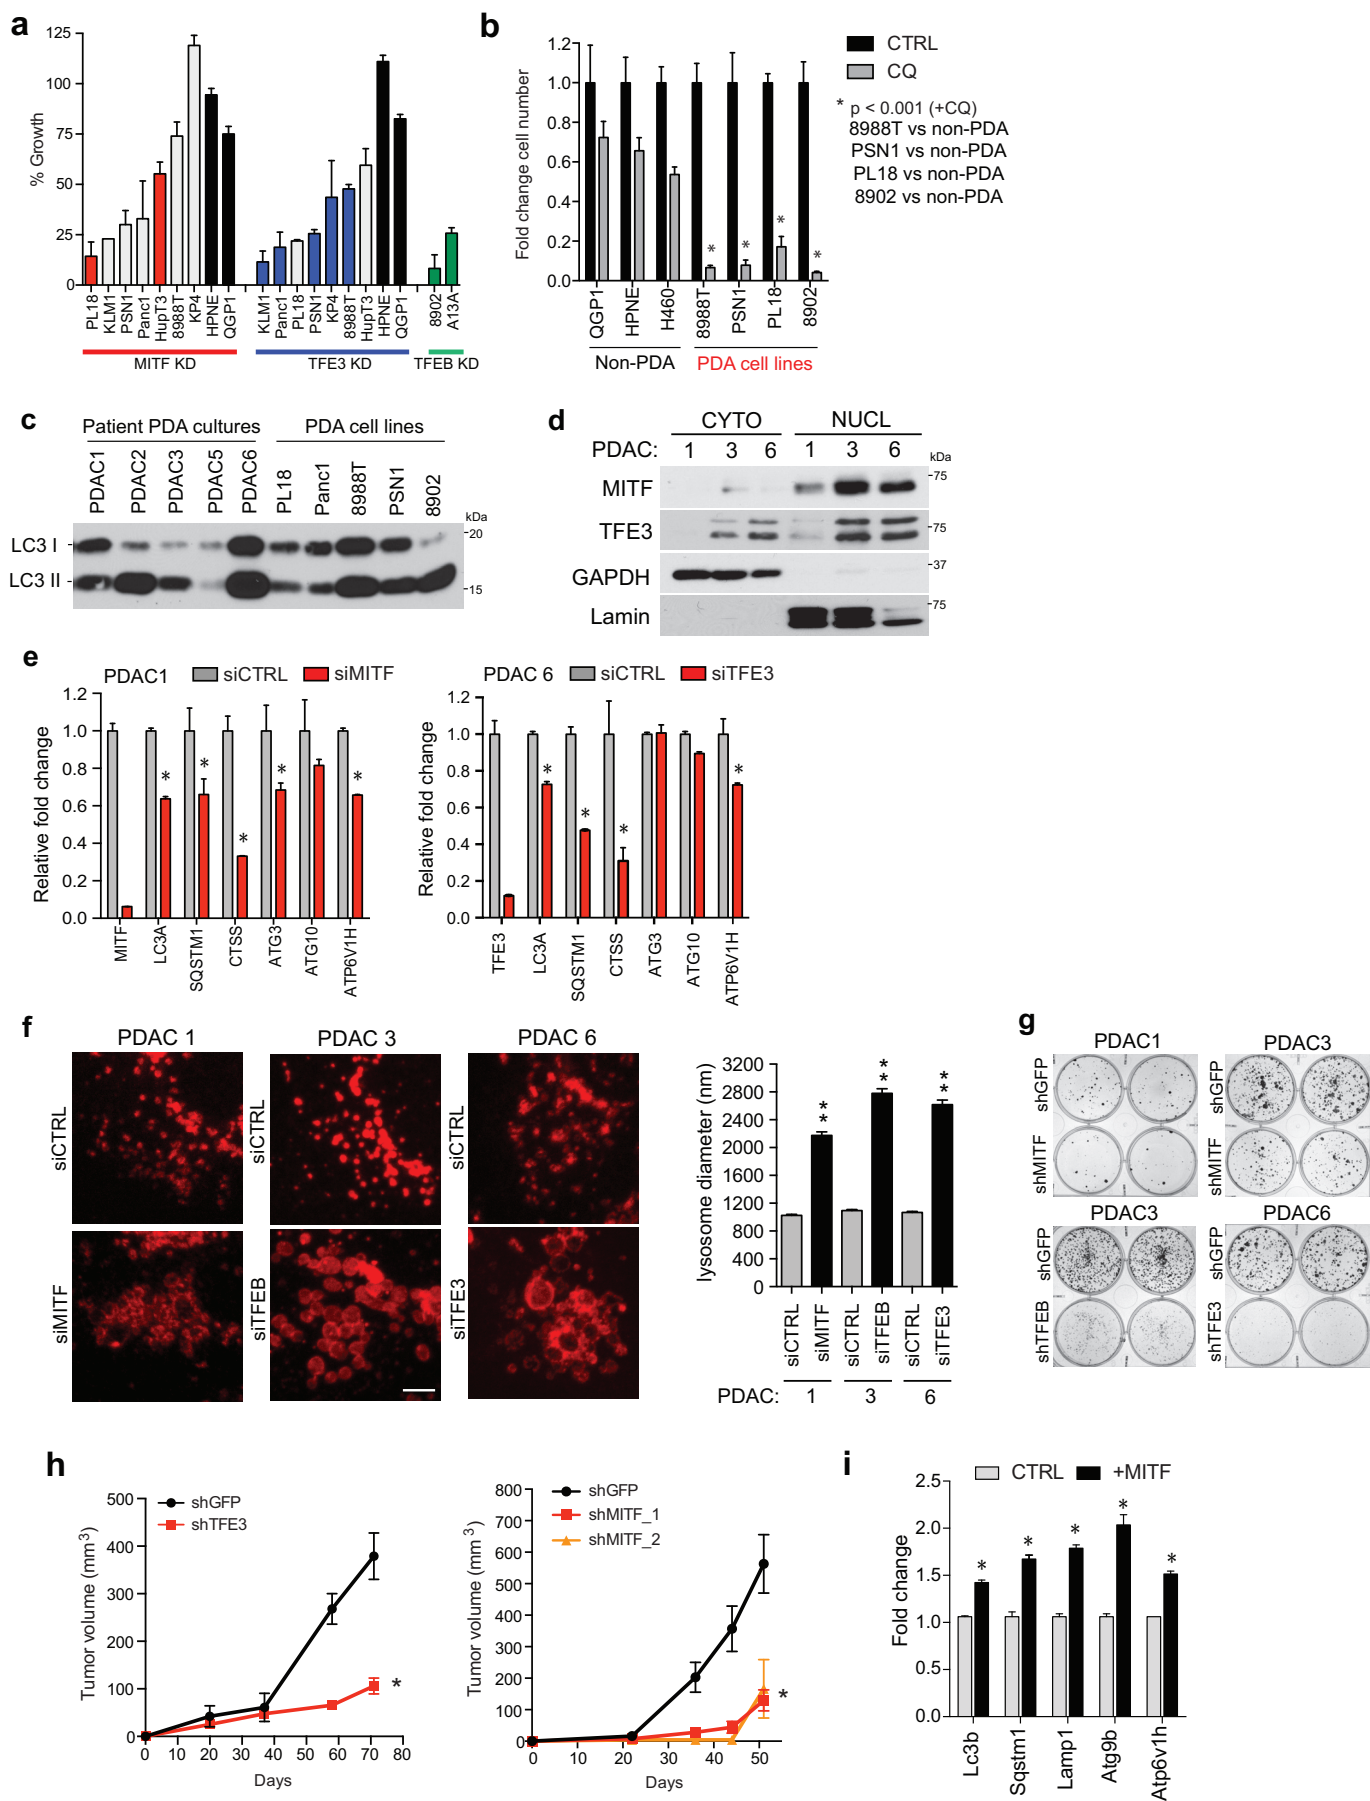 a
% Growth
125
100
75
50
25
0
PL18
KLM1
PSN1
Panc1
HupT3
8988T
KP4
HPNE
QGP1
KLM1
Panc1
PL18
PSN1
KP4
8988T
HupT3
HPNE
QGP1
8902
A13A
MITF KD
TFE3 KD
TFEB KD
b
Fold change cell number
1.2
1.0
0.8
0.6
0.4
0.2
0.0
* * * *
QGP1
HPNE
H460
8988T
PSN1
PL18
8902
Non-PDA
PDA cell lines
CTRL
CQ
* p < 0.001 (+CQ)
8988T vs non-PDA
PSN1 vs non-PDA
PL18 vs non-PDA
8902 vs non-PDA
c
Patient PDA cultures
PDA cell lines
PDAC1
PDAC2
PDAC3
PDAC5
PDAC6
PL18
Panc1
8988T
PSN1
8902
kDa
LC3 I -
-20
LC3 II -
-15
d
CYTO NUCL
PDAC: 1 3 6 1 3 6
kDa
MITF
-75
TFE3
-75
GAPDH
-37
Lamin
-75
e
PDAC1
siCTRL
siMITF
Relative fold change
1.2
1.0
0.8
0.6
0.4
0.2
0.0
* * * * *
MITF
LC3A
SQSTM1
CTSS
ATG3
ATG10
ATP6V1H
PDAC 6
siCTRL
siTFE3
Relative fold change
1.2
1.0
0.8
0.6
0.4
0.2
0.0
* * * *
TFE3
LC3A
SQSTM1
CTSS
ATG3
ATG10
ATP6V1H
f
PDAC 1
PDAC 3
PDAC 6
siCTRL
siCTRL
siCTRL
siMITF
siTFEB
siTFE3
lysosome diameter (nm)
3200
2800
2400
2000
1600
1200
800
400
0
** ** **
siCTRL
siMITF
siCTRL
siTFEB
siCTRL
siTFE3
PDAC: 1 3 6
g
PDAC1
PDAC3
shGFP
shMITF
shGFP
shMITF
PDAC3
PDAC6
shGFP
shTFEB
shGFP
shTFE3
h
Tumor volume (mm3)
500
400
300
200
100
0
shGFP
shTFE3
*
0 10 20 30 40 50 60 70 80
Days
Tumor volume (mm3)
800
700
600
500
400
300
200
100
0
shGFP
shMITF_1
shMITF_2
*
0 10 20 30 40 50
Days
i
CTRL
+MITF
Fold change
2.5
2.0
1.5
1.0
0.5
0.0
* * * * *
Lc3b
Sqstm1
Lamp1
Atg9b
Atp6v1h